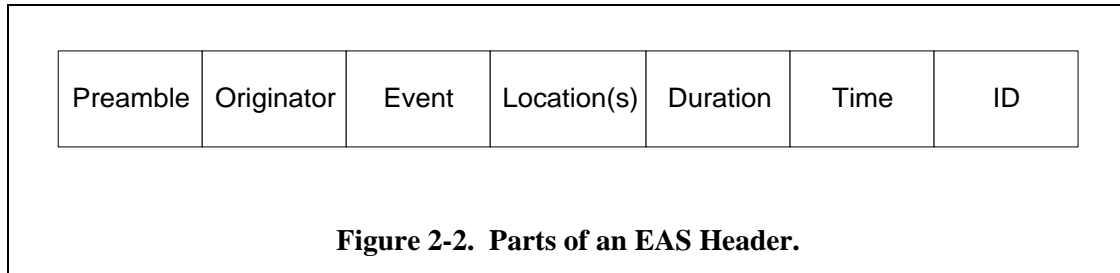 Preamble Originator Event Location(s) Duration Time ID
Figure 2-2. Parts of an EAS Header.